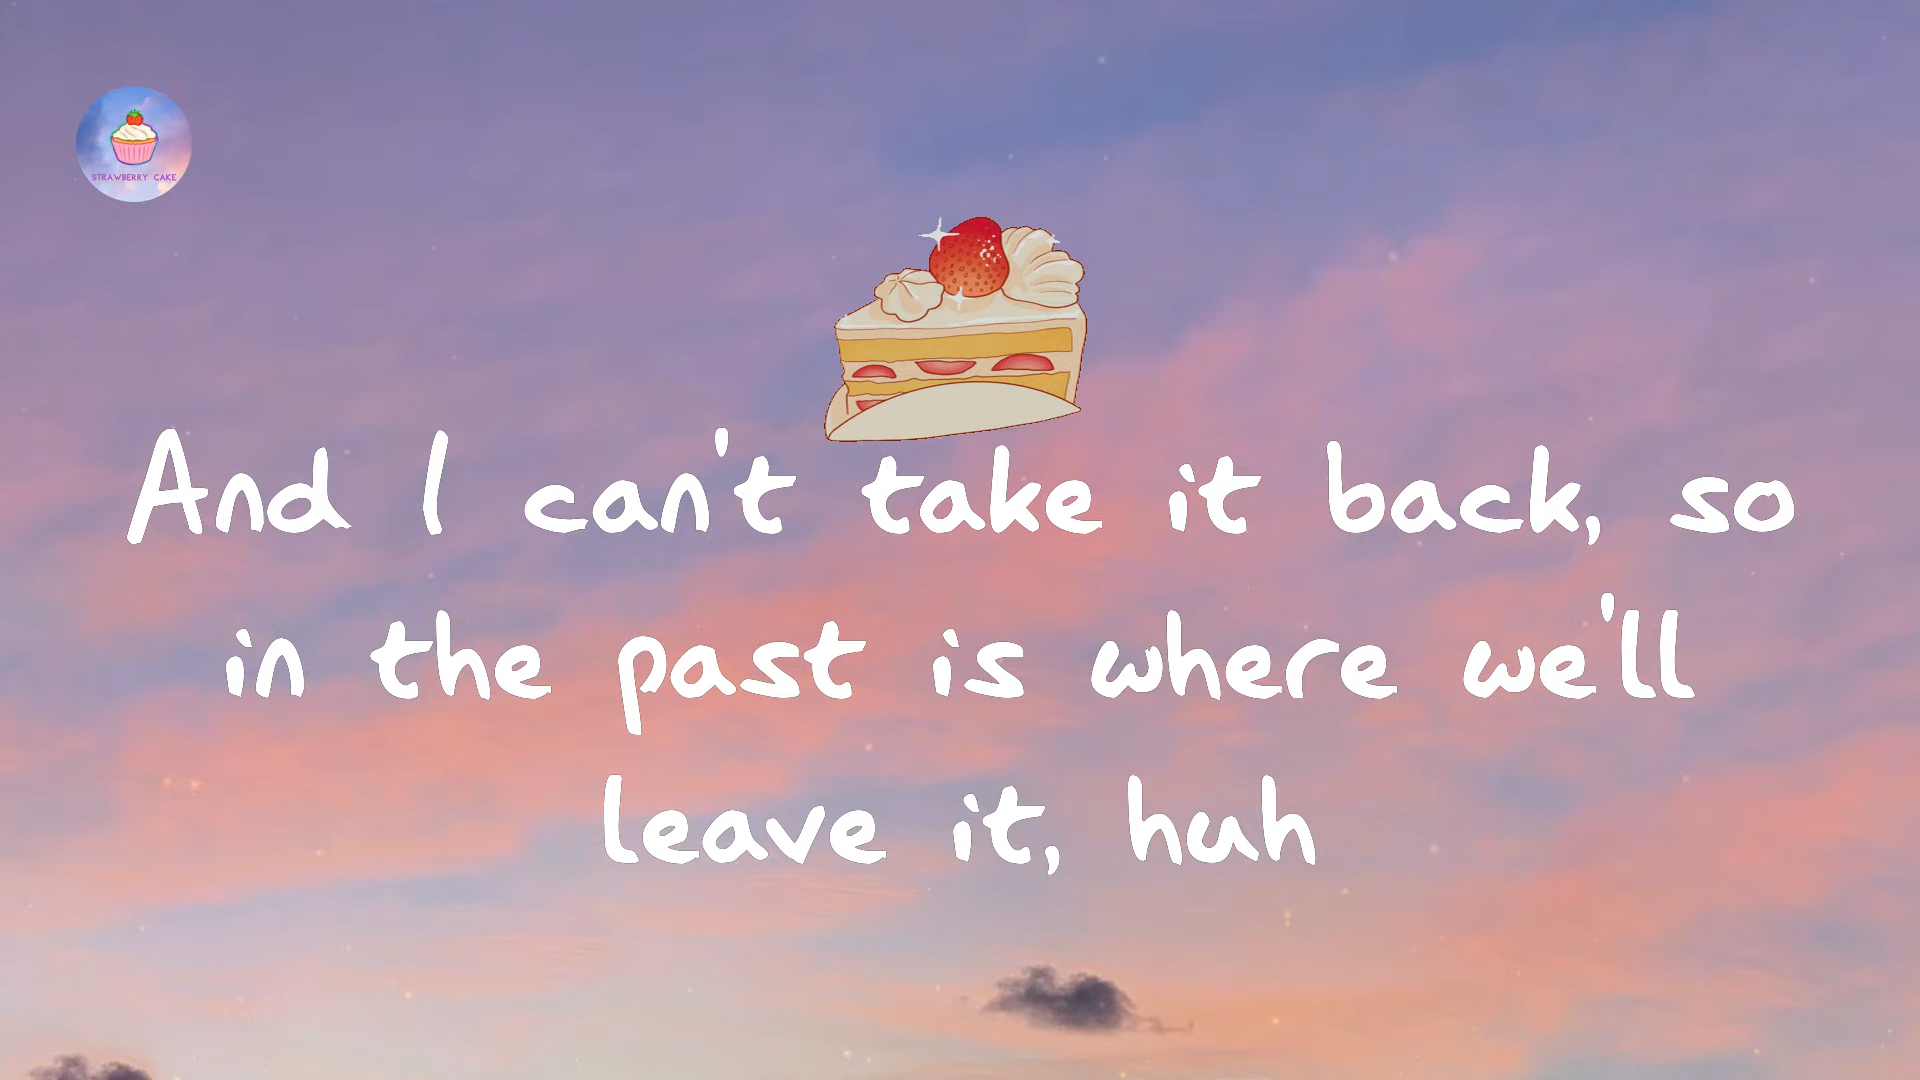 STRAWBERRY CAKE
And I can't take it back, so
in the past is where we'll
leave it, huh